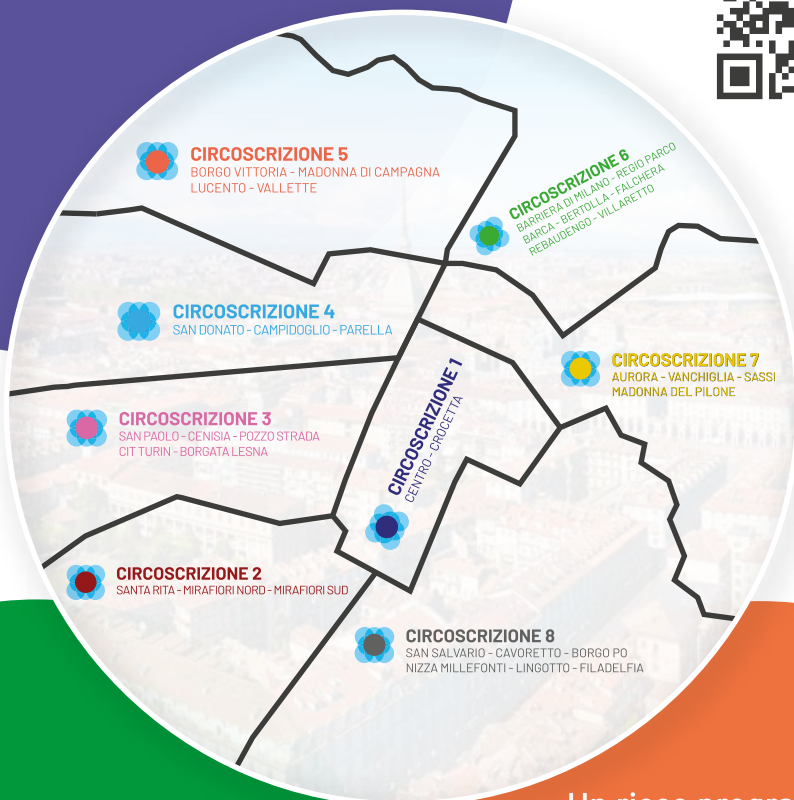 CIRCOSCRIZIONE 5
BORGO VITTORIA - MADONNA DI CAMPAGNA
LUCENTO - VALLETTE
CIRCOSCRIZIONE 6
BARRIERA DI MILANO - REGIO PARCO
BARCA - BERTOLLA - FALCHERA
REBAUDENGO - VILLARETTO
CIRCOSCRIZIONE 4
SAN DONATO - CAMPIDOGLIO - PARELLA
CIRCOSCRIZIONE 7
AURORA - VANCHIGLIA - SASSI
MADONNA DEL PILONE
CIRCOSCRIZIONE 1
CENTRO - CROCETTA
CIRCOSCRIZIONE 3
SAN PAOLO - CENISIA - POZZO STRADA
CIT TURIN - BORGATA LESNA
CIRCOSCRIZIONE 2
SANTA RITA - MIRAFIORI NORD - MIRAFIORI SUD
CIRCOSCRIZIONE 8
SAN SALVARIO - CAVORETTO - BORGO PO
NIZZA MILLEFONTI - LINGOTTO - FILADELFIA